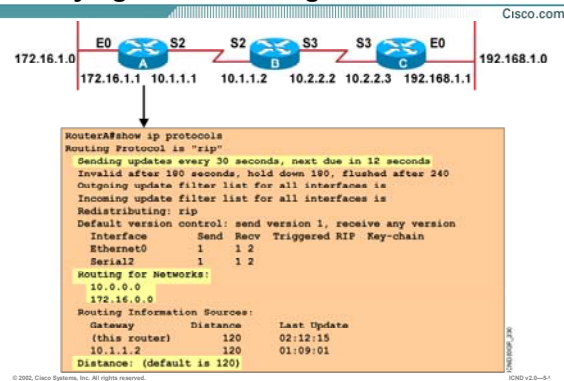 Cisco.com
E0 S2 S2 S3 S3 E0
172.16.1.0 A B C 192.168.1.0
172.16.1.1 10.1.1.1 10.1.1.2 10.2.2.2 10.2.2.3 192.168.1.1
RouterA#show ip protocols
Routing Protocol is "rip"
Sending updates every 30 seconds, next due in 12 seconds
Invalid after 180 seconds, hold down 180, flushed after 240
Outgoing update filter list for all interfaces is
Incoming update filter list for all interfaces is
Redistributing: rip
Default version control: send version 1, receive any version
Interface Send Recv Triggered RIP Key-chain
Ethernet0 1 1 2
Serial2 1 1 2
Routing for Networks:
10.0.0.0
172.16.0.0
Routing Information Sources:
Gateway Distance Last Update
(this router) 120 02:12:15
10.1.1.2 120 01:09:01
Distance: (default is 120)
© 2002, Cisco Systems, Inc. All rights reserved.